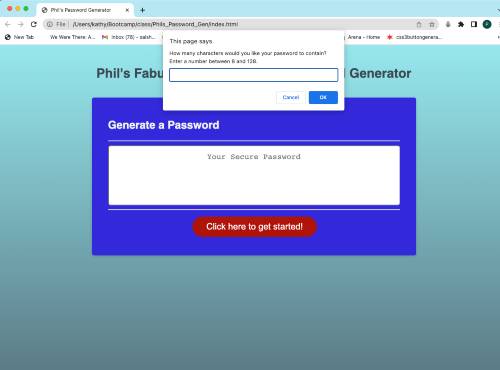 Phil's Password Generator
File | /Users/kathy/Bootcamp/class/Phils_Password_Gen/index.html
New Tab We Were There: A... Inbox (78) - Arena - Home css3buttongenera...
This page says
How many characters would you like your password to contain?
Enter a number between 8 and 128.
Cancel OK
Phil's Fabu Generator
Generate a Password
Your Secure Password
Click here to get started!